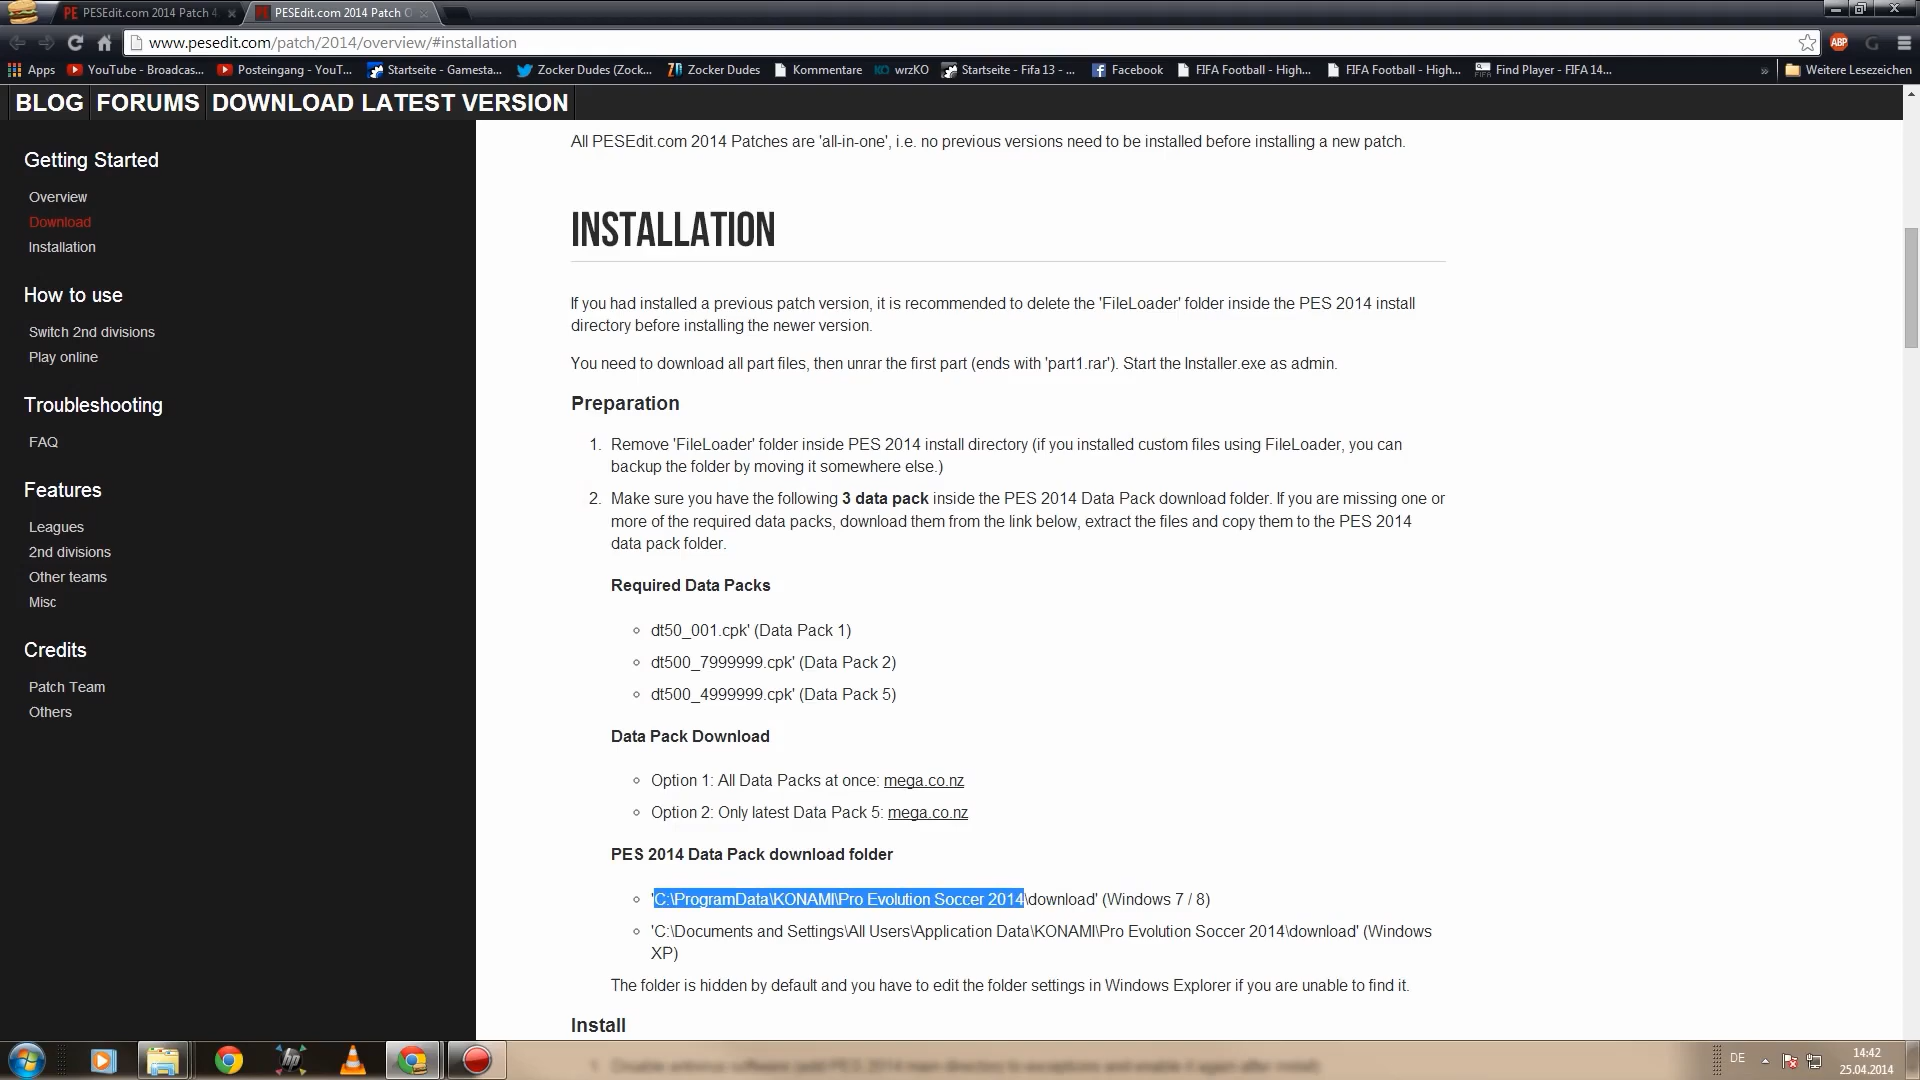 PESEdit.com 2014 Patch 4
PESEdit.com 2014 Patch O
www.pesedit.com/patch/2014/overview/#installation
ABP
Apps
YouTube - Broadcas...
Posteingang - YouT...
Startseite - Gamesta...
Zocker Dudes (Zock...
Zocker Dudes
Kommentare
wrzKO
Startseite - Fifa 13 - ...
Facebook
FIFA Football - High...
FIFA Football - High...
Find Player - FIFA 14...
» Weitere Lesezeichen
BLOG FORUMS DOWNLOAD LATEST VERSION
Getting Started
Overview
Download
Installation
How to use
Switch 2nd divisions
Play online
Troubleshooting
FAQ
Features
Leagues
2nd divisions
Other teams
Misc
Credits
Patch Team
Others
All PESEdit.com 2014 Patches are 'all-in-one', i.e. no previous versions need to be installed before installing a new patch.
INSTALLATION
If you had installed a previous patch version, it is recommended to delete the 'FileLoader' folder inside the PES 2014 install
directory before installing the newer version.
You need to download all part files, then unrar the first part (ends with 'part1.rar'). Start the Installer.exe as admin.
Preparation
1. Remove 'FileLoader' folder inside PES 2014 install directory (if you installed custom files using FileLoader, you can
backup the folder by moving it somewhere else.)
2. Make sure you have the following 3 data pack inside the PES 2014 Data Pack download folder. If you are missing one or
more of the required data packs, download them from the link below, extract the files and copy them to the PES 2014
data pack folder.
Required Data Packs
dt50_001.cpk' (Data Pack 1)
dt500_7999999.cpk' (Data Pack 2)
dt500_4999999.cpk' (Data Pack 5)
Data Pack Download
Option 1: All Data Packs at once: mega.co.nz
Option 2: Only latest Data Pack 5: mega.co.nz
PES 2014 Data Pack download folder
'C:\ProgramData\KONAMI\Pro Evolution Soccer 2014\download' (Windows 7 / 8)
'C:\Documents and Settings\All Users\Application Data\KONAMI\Pro Evolution Soccer 2014\download' (Windows
XP)
The folder is hidden by default and you have to edit the folder settings in Windows Explorer if you are unable to find it.
Install
DE
14:42
25.04.2014